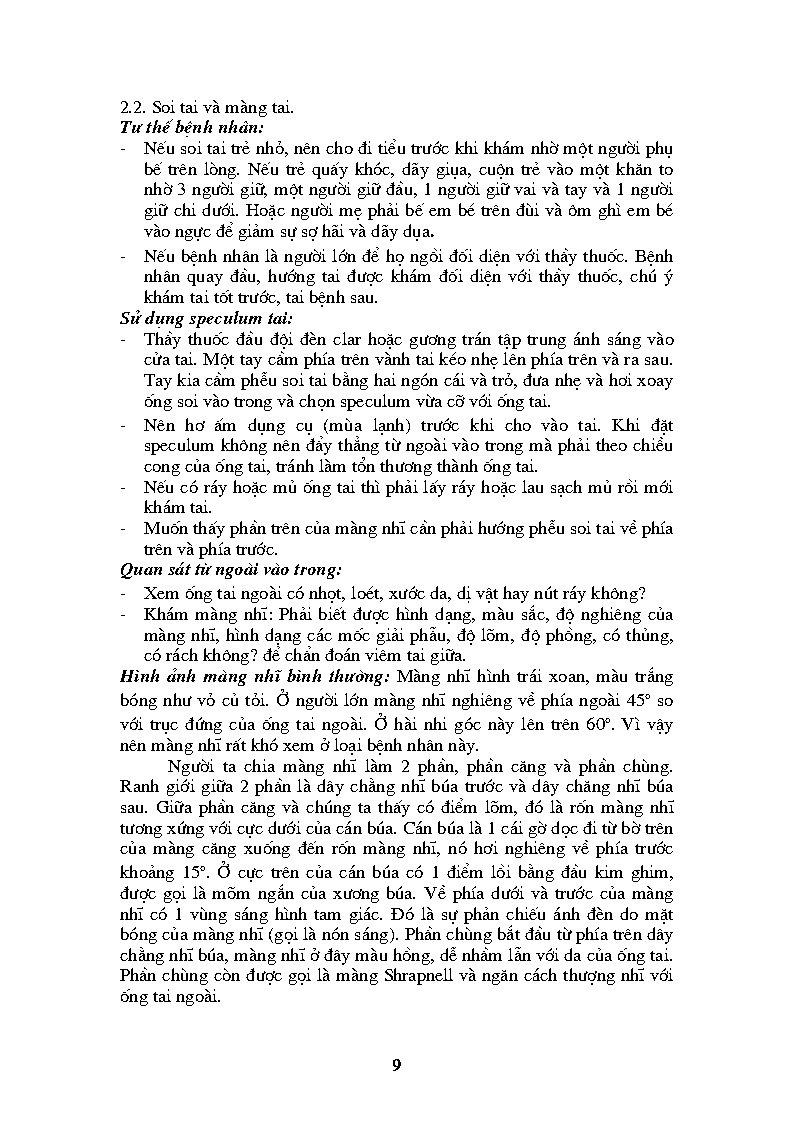 2.2. Soi tai và màng tai.
Tư thế bệnh nhân:
- Nếu soi tai trẻ nhỏ, nên cho đi tiểu trước khi khám nhờ một người phụ
bế trên lòng. Nếu trẻ quấy khóc, dãy giụa, cuộn trẻ vào một khăn to
nhờ 3 người giữ, một người giữ đầu, 1 người giữ vai và tay và 1 người
giữ chi dưới. Hoặc người mẹ phải bế em bé trên đùi và ôm ghì em bé
vào ngực để giảm sự sợ hãi và dãy dụa.
- Nếu bệnh nhân là người lớn để họ ngồi đối diện với thầy thuốc. Bệnh
nhân quay đầu, hướng tai được khám đối diện với thầy thuốc, chú ý
khám tai tốt trước, tai bệnh sau.
Sử dụng speculum tai:
- Thầy thuốc đầu đội đèn clar hoặc gương trán tập trung ánh sáng vào
cửa tai. Một tay cầm phía trên vành tai kéo nhẹ lên phía trên và ra sau.
Tay kia cầm phễu soi tai bằng hai ngón cái và trỏ, đưa nhẹ và hơi xoay
ống soi vào trong và chọn speculum vừa cỡ với ống tai.
- Nên hơ ấm dụng cụ (mùa lạnh) trước khi cho vào tai. Khi đặt
speculum không nên đẩy thẳng từ ngoài vào trong mà phải theo chiều
cong của ống tai, tránh làm tổn thương thành ống tai.
- Nếu có ráy hoặc mủ ống tai thì phải lấy ráy hoặc lau sạch mủ rồi mới
khám tai.
- Muốn thấy phần trên của màng nhĩ cần phải hướng phễu soi tai về phía
trên và phía trước.
Quan sát từ ngoài vào trong:
- Xem ống tai ngoài có nhọt, loét, xước da, dị vật hay nút ráy không?
- Khám màng nhĩ: Phải biết được hình dạng, màu sắc, độ nghiêng của
màng nhĩ, hình dạng các mốc giải phẫu, độ lõm, độ phồng, có thủng,
có rách không? để chẩn đoán viêm tai giữa.
Hình ảnh màng nhĩ bình thường: Màng nhĩ hình trái xoan, màu trắng
bóng như vỏ củ tỏi. Ở người lớn màng nhĩ nghiêng về phía ngoài 45° so
với trục đứng của ống tai ngoài. Ở hài nhi góc này lên trên 60°. Vì vậy
nên màng nhĩ rất khó xem ở loại bệnh nhân này.
Người ta chia màng nhĩ làm 2 phần, phần căng và phần chùng.
Ranh giới giữa 2 phần là dây chằng nhĩ búa trước và dây chăng nhĩ búa
sau. Giữa phần căng và chúng ta thấy có điểm lõm, đó là rốn màng nhĩ
tương xứng với cực dưới của cán búa. Cán búa là 1 cái gờ dọc đi từ bờ trên
của màng căng xuống đến rốn màng nhĩ, nó hơi nghiêng về phía trước
khoảng 15°. Ở cực trên của cán búa có 1 điểm lồi bằng đầu kim ghim,
được gọi là mõm ngắn của xương búa. Về phía dưới và trước của màng
nhĩ có 1 vùng sáng hình tam giác. Đó là sự phản chiếu ánh đèn do mặt
bóng của màng nhĩ (gọi là nón sáng). Phần chùng bắt đầu từ phía trên dây
chằng nhĩ búa, màng nhĩ ở đây màu hồng, dễ nhầm lẫn với da của ống tai.
Phần chùng còn được gọi là màng Shrapnell và ngăn cách thượng nhĩ với
ống tai ngoài.
9